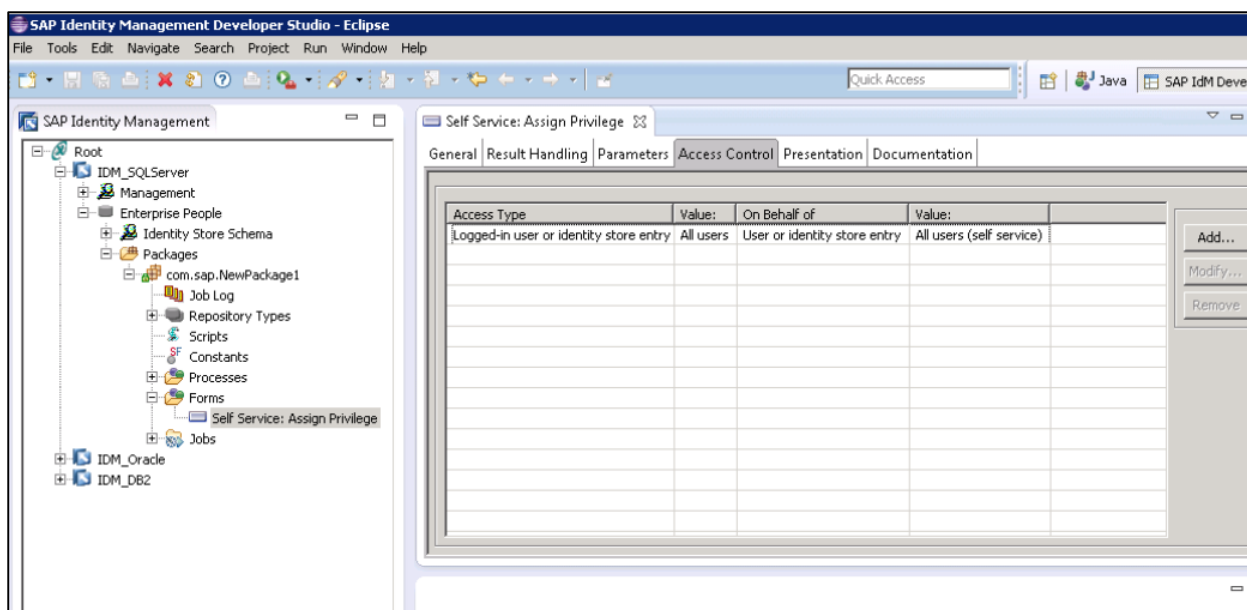 SAP Identity Management Developer Studio - Eclipse
File Tools Edit Navigate Search Project Run Window Help
Quick Access
Java
SAP IdM Deve
SAP Identity Management
Root
IDM_SQLServer
Management
Enterprise People
Identity Store Schema
Packages
com.sap.NewPackage1
Job Log
Repository Types
Scripts
SF Constants
Processes
Forms
Self Service: Assign Privilege
Jobs
IDM_Oracle
IDM_DB2
Self Service: Assign Privilege
General Result Handling Parameters Access Control Presentation Documentation
Access Type Value: On Behalf of Value:
Logged-in user or identity store entry All users User or identity store entry All users (self service)
Add...
Modify...
Remove